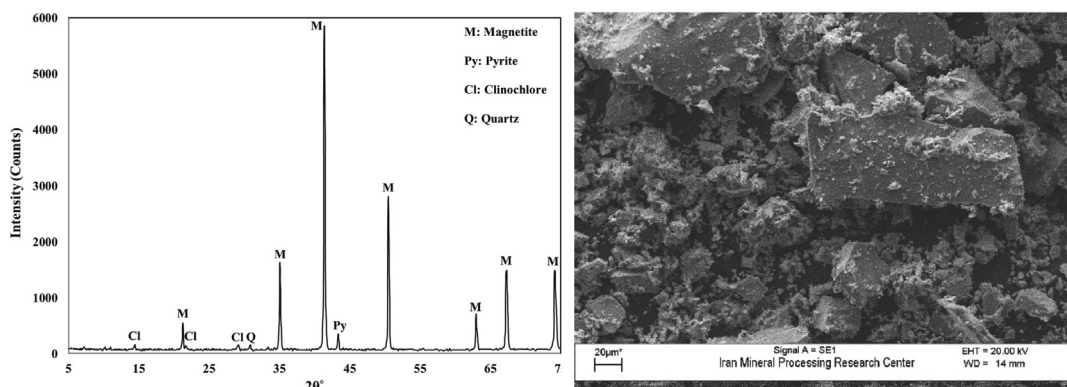 6000
5000
4000
3000
2000
1000
0
Intensity (Counts)
M: Magnetite
Py: Pyrite
Cl: Clinochlore
Q: Quartz
M
M
M
M
M
M
M
Cl
Cl
Cl Q
Py
5 15 25 35 45 55 65 7
2θ°
20µm*
Signal A = SE1
EHT = 20.00 kV
Iran Mineral Processing Research Center
WD = 14 mm